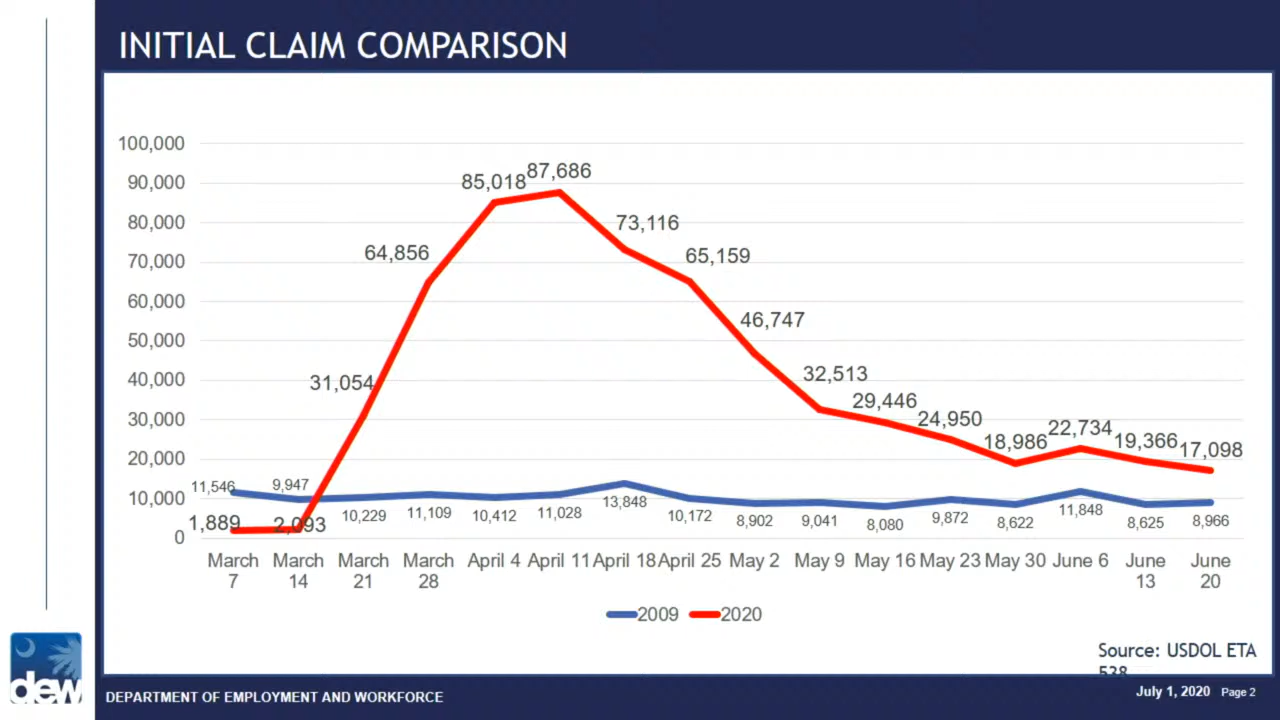 INITIAL CLAIM COMPARISON
100,000
90,000
80,000
70,000
60,000
50,000
40,000
30,000
20,000
10,000
0
1,889
2,093
31,054
64,856
85,018
87,686
73,116
65,159
46,747
32,513
29,446
24,950
18,986
22,734
19,366
17,098
11,546
9,947
10,229
11,109
10,412
11,028
13,848
10,172
8,902
9,041
8,080
9,872
8,622
11,848
8,625
8,966
March 7
March 14
March 21
March 28
April 4
April 11
April 18
April 25
May 2
May 9
May 16
May 23
May 30
June 6
June 13
June 20
2009
2020
Source: USDOL ETA
538
dew
DEPARTMENT OF EMPLOYMENT AND WORKFORCE
July 1, 2020 Page 2